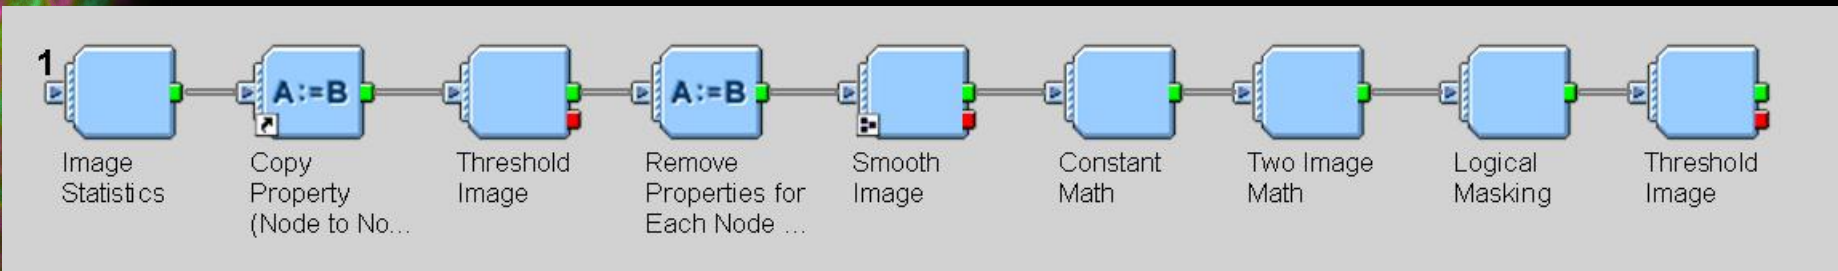 1
A:=B
A:=B
Image
Statistics
Copy
Property
(Node to No...
Threshold
Image
Remove
Properties for
Each Node ...
Smooth
Image
Constant
Math
Two Image
Math
Logical
Masking
Threshold
Image